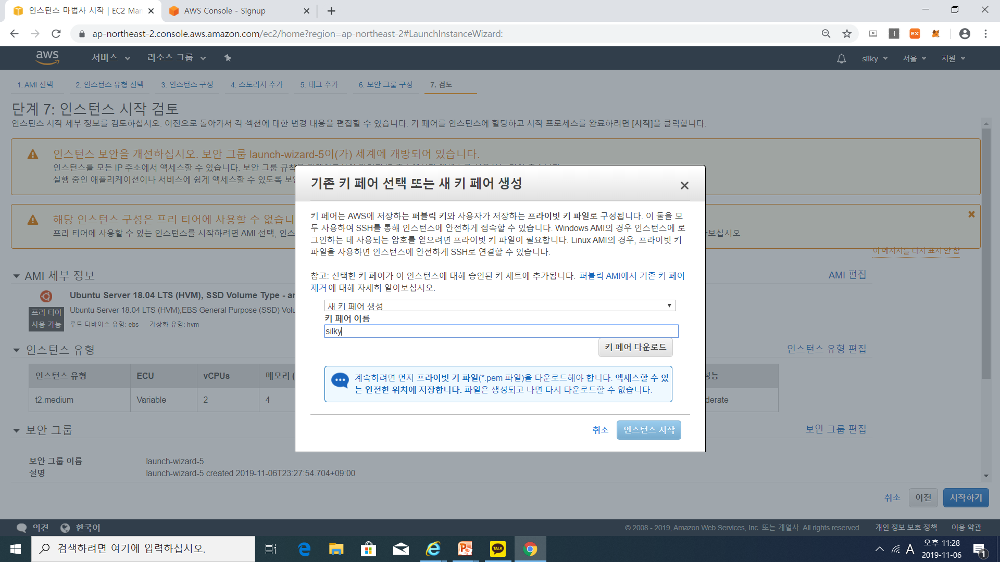 인스턴스 마법사 시작 | EC2 Man
AWS Console - Signup
ap-northeast-2.console.aws.amazon.com/ec2/home?region=ap-northeast-2#LaunchInstanceWizard:
aws
서비스
리소스 그룹
silky
서울
지원
1. AMI 선택
2. 인스턴스 유형 선택
3. 인스턴스 구성
4. 스토리지 추가
5. 태그 추가
6. 보안 그룹 구성
7. 검토
단계 7: 인스턴스 시작 검토
인스턴스 시작 세부 정보를 검토하십시오. 이전으로 돌아가서 각 섹션에 대한 변경 내용을 편집할 수 있습니다. 키 페어를 인스턴스에 할당하고 시작 프로세스를 완료하려면 [시작]을 클릭합니다.
인스턴스 보안을 개선하십시오. 보안 그룹 launch-wizard-5이(가) 세계에 개방되어 있습니다.
인스턴스를 모든 IP 주소에서 액세스할 수 있습니다. 보안 그룹 규칙
실행 중인 애플리케이션이나 서비스에 쉽게 액세스할 수 있도록 보안
해당 인스턴스 구성은 프리 티어에 사용할 수 없습니
프리 티어에 사용할 수 있는 인스턴스를 시작하려면 AMI 선택, 인스
보십시오.
이 메시지를 다시 표시 안 함
AMI 세부 정보
AMI 편집
Ubuntu Server 18.04 LTS (HVM), SSD Volume Type - a
프리 티어
사용 가능
Ubuntu Server 18.04 LTS (HVM),EBS General Purpose (SSD) Volu
루트 디바이스 유형: ebs 가상화 유형: hvm
인스턴스 유형
인스턴스 유형 편집
인스턴스 유형 ECU vCPUs 메모리 ( 성능
t2.medium Variable 2 4 derate
보안 그룹
보안 그룹 편집
보안 그룹 이름 launch-wizard-5
설명 launch-wizard-5 created 2019-11-06T23:27:54.704+09:00
기존 키 페어 선택 또는 새 키 페어 생성
키 페어는 AWS에 저장하는 퍼블릭 키와 사용자가 저장하는 프라이빗 키 파일로 구성됩니다. 이 둘을 모
두 사용하여 SSH를 통해 인스턴스에 안전하게 접속할 수 있습니다. Windows AMI의 경우 인스턴스에 로
그인하는 데 사용되는 암호를 얻으려면 프라이빗 키 파일이 필요합니다. Linux AMI의 경우, 프라이빗 키
파일을 사용하면 인스턴스에 안전하게 SSH로 연결할 수 있습니다.
참고: 선택한 키 페어가 이 인스턴스에 대해 승인된 키 세트에 추가됩니다. 퍼블릭 AMI에서 기존 키 페어
제거 에 대해 자세히 알아보십시오.
새 키 페어 생성
키 페어 이름
silky
키 페어 다운로드
계속하려면 먼저 프라이빗 키 파일(*.pem 파일)을 다운로드해야 합니다. 액세스할 수 있
는 안전한 위치에 저장합니다. 파일은 생성되고 나면 다시 다운로드할 수 없습니다.
취소
인스턴스 시작
취소
이전
시작하기
의견
한국어
© 2008 - 2019, Amazon Web Services, Inc. 또는 계열사. All rights reserved.
개인 정보 보호 정책
이용 약관
검색하려면 여기에 입력하십시오.
TALK
A
오후 11:28
2019-11-06
1